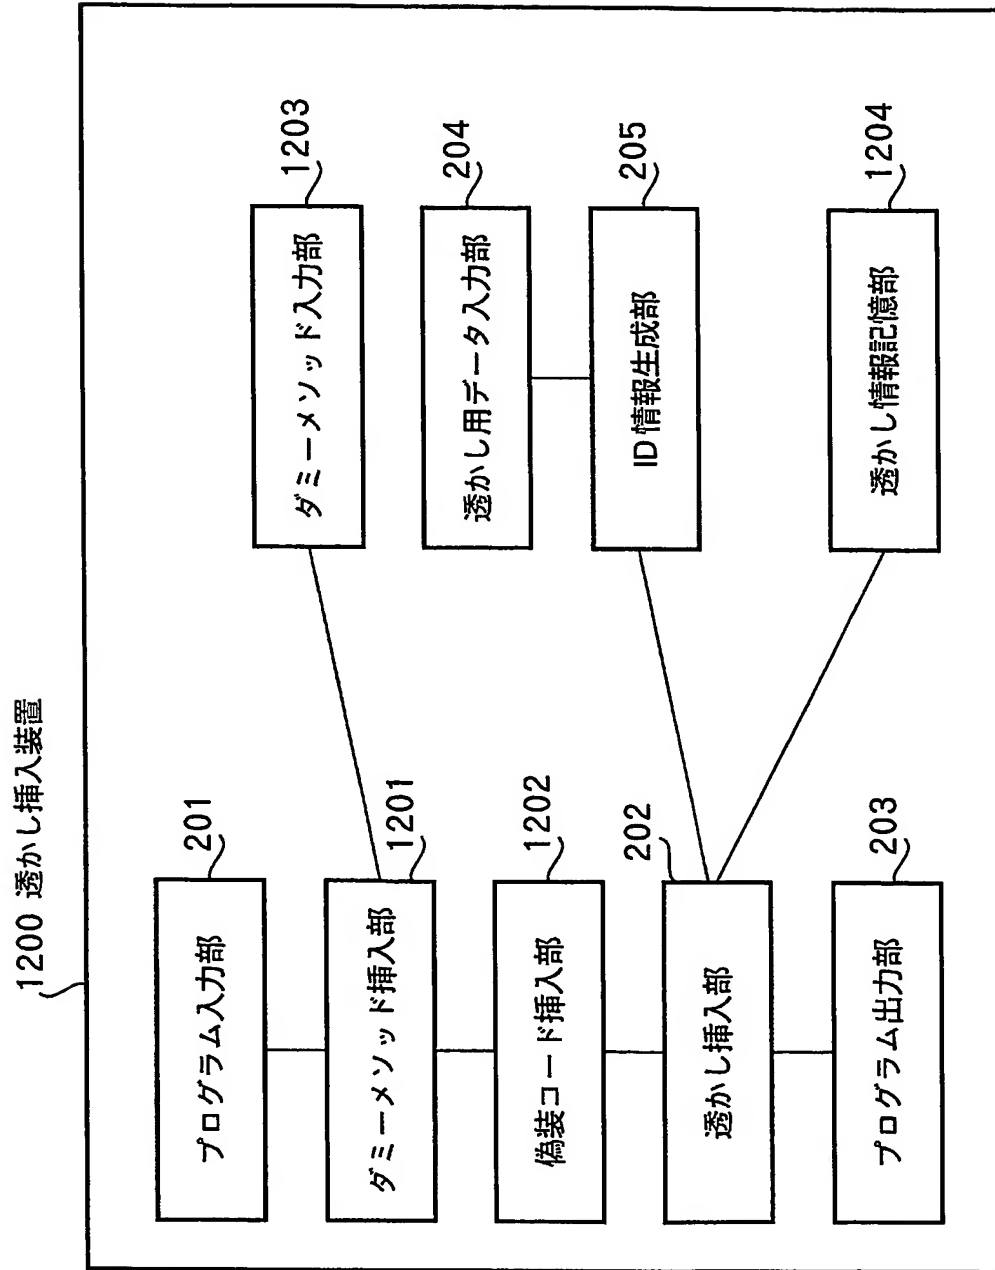 1200 透かし挿入装置
201
プログラム入力部
1201
ダミーメソッド挿入部
1202
偽装コード挿入部
202
透かし挿入部
203
プログラム出力部
1203
ダミーメソッド入力部
204
透かし用データ入力部
205
ID 情報生成部
1204
透かし情報記憶部